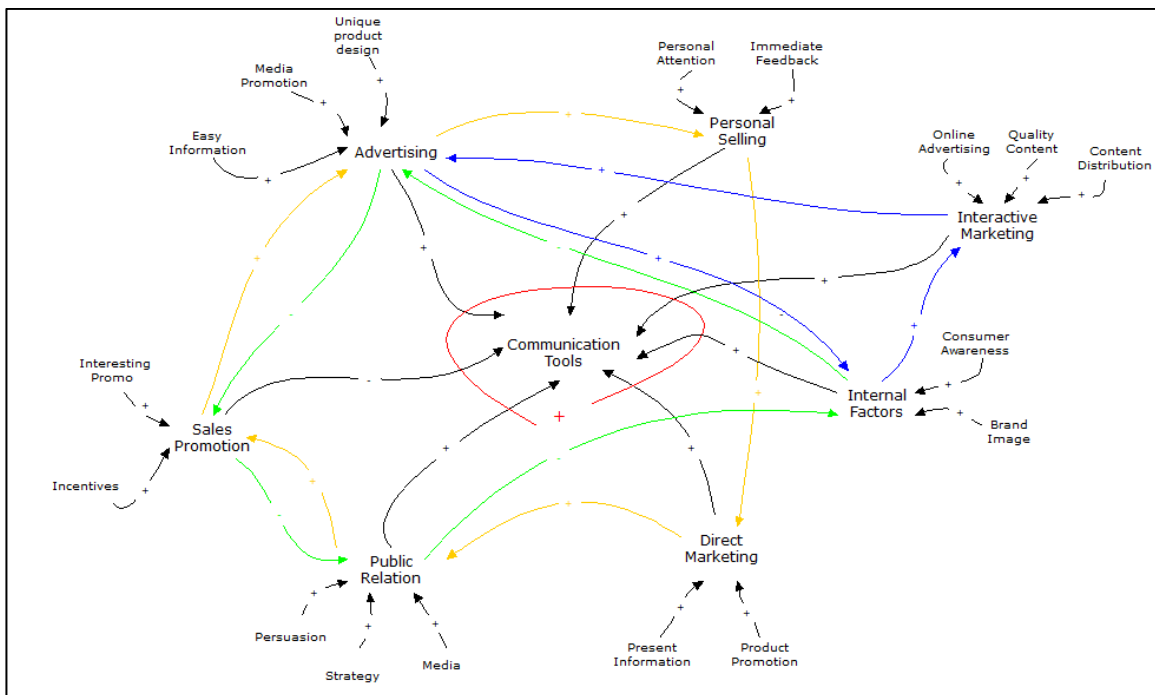 Unique
product
design
Media
Promotion
Easy
Information
Advertising
Personal
Attention
Immediate
Feedback
Personal
Selling
Online
Advertising
Quality
Content
Content
Distribution
Interactive
Marketing
Communication
Tools
Consumer
Awareness
Internal
Factors
Brand
Image
Interesting
Promo
Sales
Promotion
Incentives
Public
Relation
Persuasion
Strategy
Media
Direct
Marketing
Present
Information
Product
Promotion